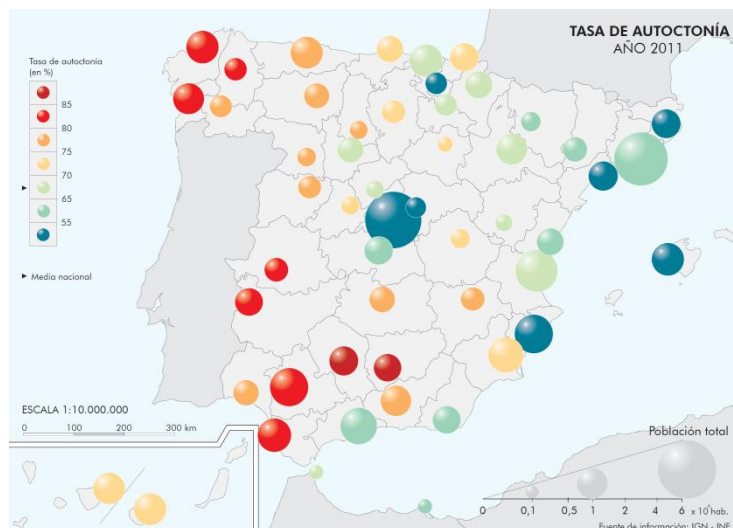 TASA DE AUTOCTONÍA
AÑO 2011
Tasa de autoctonía
(en %)
85
80
75
70
65
55
Media nacional
ESCALA 1:10.000.000
0 100 200 300 km
Población total
0 0,1 0,5 1 2 4 6 x 10⁶ hab.
Fuente de información: IGN - INE